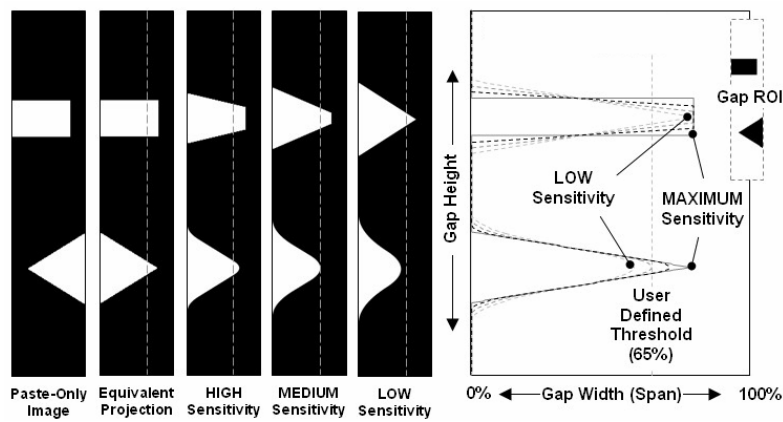 Paste-Only
Image
Equivalent
Projection
HIGH
Sensitivity
MEDIUM
Sensitivity
LOW
Sensitivity
Gap Height
Gap ROI
LOW
Sensitivity
MAXIMUM
Sensitivity
User
Defined
Threshold
(65%)
0%
Gap Width (Span)
100%